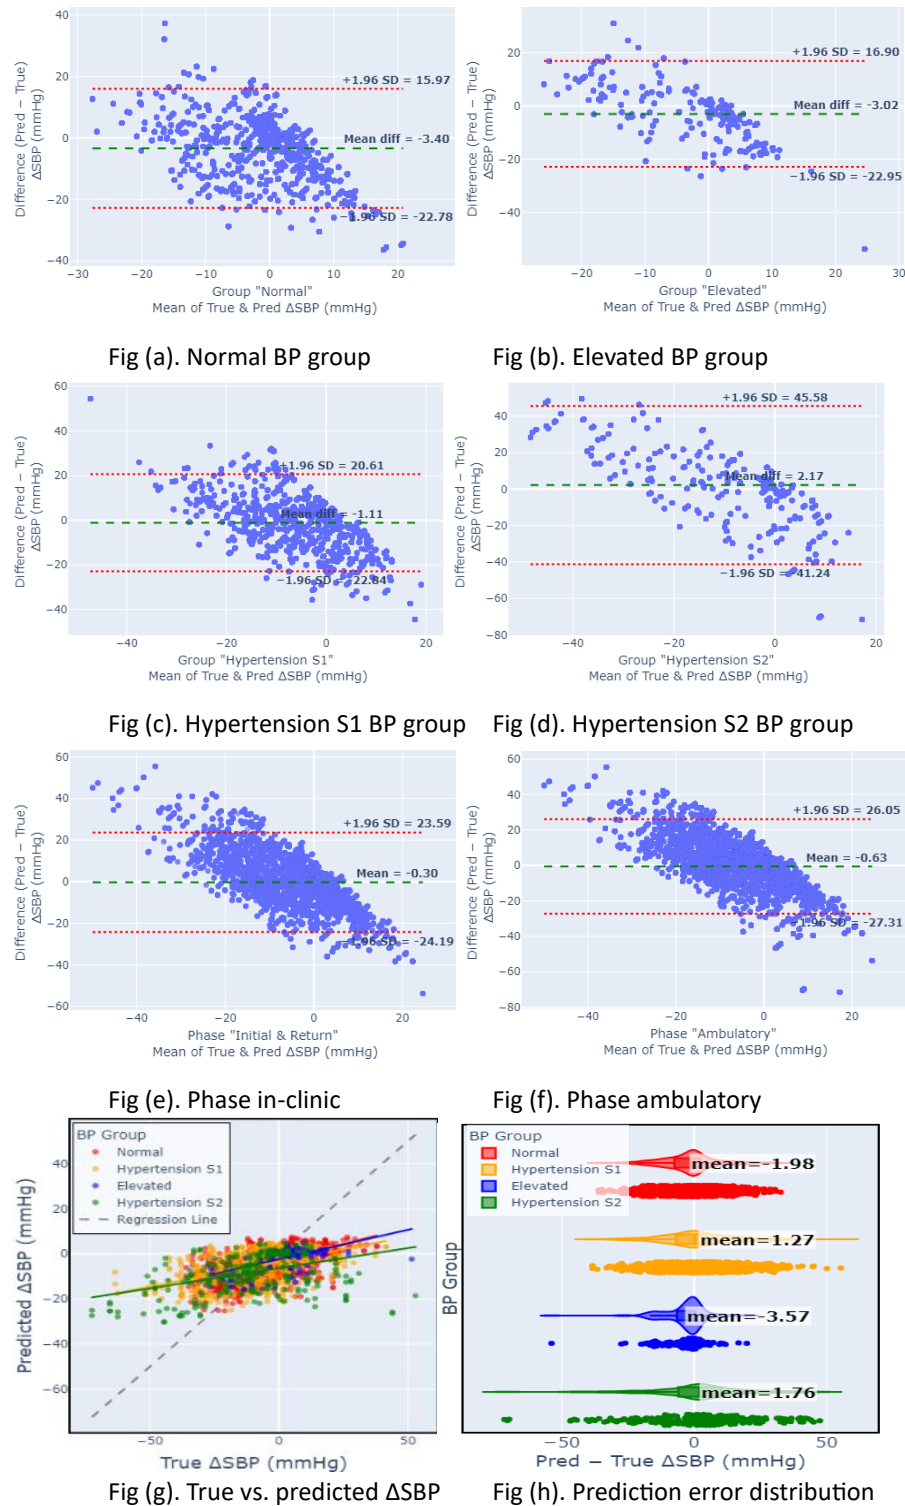 40
20
0
−20
−40
Difference (Pred − True)
ΔSBP (mmHg)
+1.96 SD = 15.97
Mean diff = -3.40
−1.96 SD = -22.78
−30 −20 −10 0 10 20
Group "Normal"
Mean of True & Pred ΔSBP (mmHg)
20
0
−20
−40
Difference (Pred − True)
ΔSBP (mmHg)
+1.96 SD = 16.90
Mean diff = -3.02
−1.96 SD = -22.95
−20 −10 0 10 20 30
Group "Elevated"
Mean of True & Pred ΔSBP (mmHg)
Fig (a). Normal BP group
Fig (b). Elevated BP group
60
40
20
0
−20
−40
Difference (Pred − True)
ΔSBP (mmHg)
+1.96 SD = 20.61
Mean diff = -1.11
−1.96 SD = -22.84
−40 −20 0 20
Group "Hypertension S1"
Mean of True & Pred ΔSBP (mmHg)
60
40
20
0
−20
−40
−60
−80
Difference (Pred − True)
ΔSBP (mmHg)
+1.96 SD = 45.58
Mean diff = 2.17
−1.96 SD = -41.24
−40 −20 0 20
Group "Hypertension S2"
Mean of True & Pred ΔSBP (mmHg)
Fig (c). Hypertension S1 BP group
Fig (d). Hypertension S2 BP group
60
40
20
0
−20
−40
−60
Difference (Pred − True)
ΔSBP (mmHg)
+1.96 SD = 23.59
Mean = -0.30
−1.96 SD = -24.19
−40 −20 0 20
Phase "Initial & Return"
Mean of True & Pred ΔSBP (mmHg)
60
40
20
0
−20
−40
−60
−80
Difference (Pred − True)
ΔSBP (mmHg)
+1.96 SD = 26.05
Mean = -0.63
−1.96 SD = -27.31
−40 −20 0 20
Phase "Ambulatory"
Mean of True & Pred ΔSBP (mmHg)
Fig (e). Phase in-clinic
Fig (f). Phase ambulatory
BP Group
Normal
Hypertension S1
Elevated
Hypertension S2
Regression Line
40
20
0
−20
−40
−60
Predicted ΔSBP (mmHg)
−50 0 50
True ΔSBP (mmHg)
BP Group
Normal
Hypertension S1
Elevated
Hypertension S2
BP Group
mean=-1.98
mean=1.27
mean=-3.57
mean=1.76
−50 0 50
Pred − True ΔSBP (mmHg)
Fig (g). True vs. predicted ΔSBP
Fig (h). Prediction error distribution